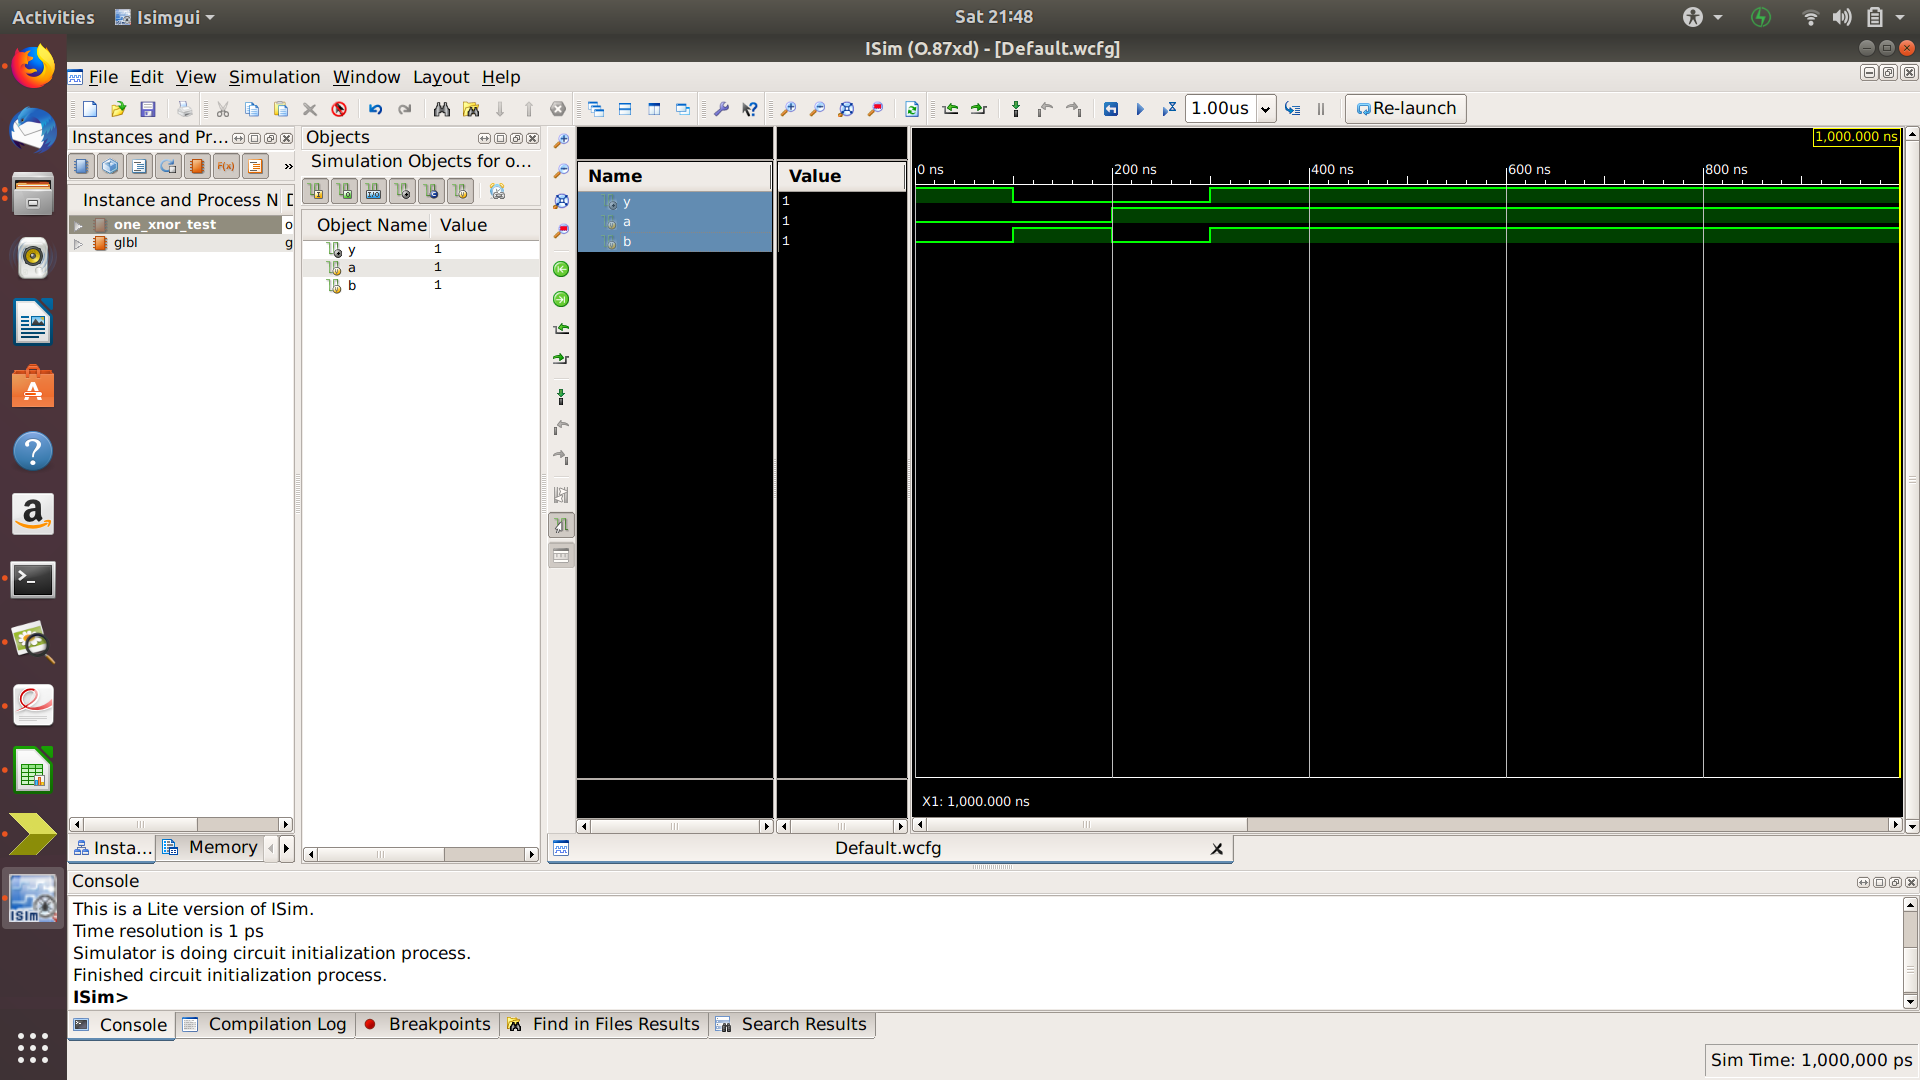 Activities
Isimgui
Sat 21:48
ISim (O.87xd) - [Default.wcfg]
File Edit View Simulation Window Layout Help
1.00us
Re-launch
Instances and Pr...
Instance and Process N D
one_xnor_test o
glbl g
Insta...
Memory
Objects
Simulation Objects for o...
Object Name Value
y 1
a 1
b 1
Name Value
y 1
a 1
b 1
1,000.000 ns
0 ns 200 ns 400 ns 600 ns 800 ns
X1: 1,000.000 ns
Default.wcfg
Console
This is a Lite version of ISim.
Time resolution is 1 ps
Simulator is doing circuit initialization process.
Finished circuit initialization process.
ISim>
Console Compilation Log Breakpoints Find in Files Results Search Results
Sim Time: 1,000,000 ps